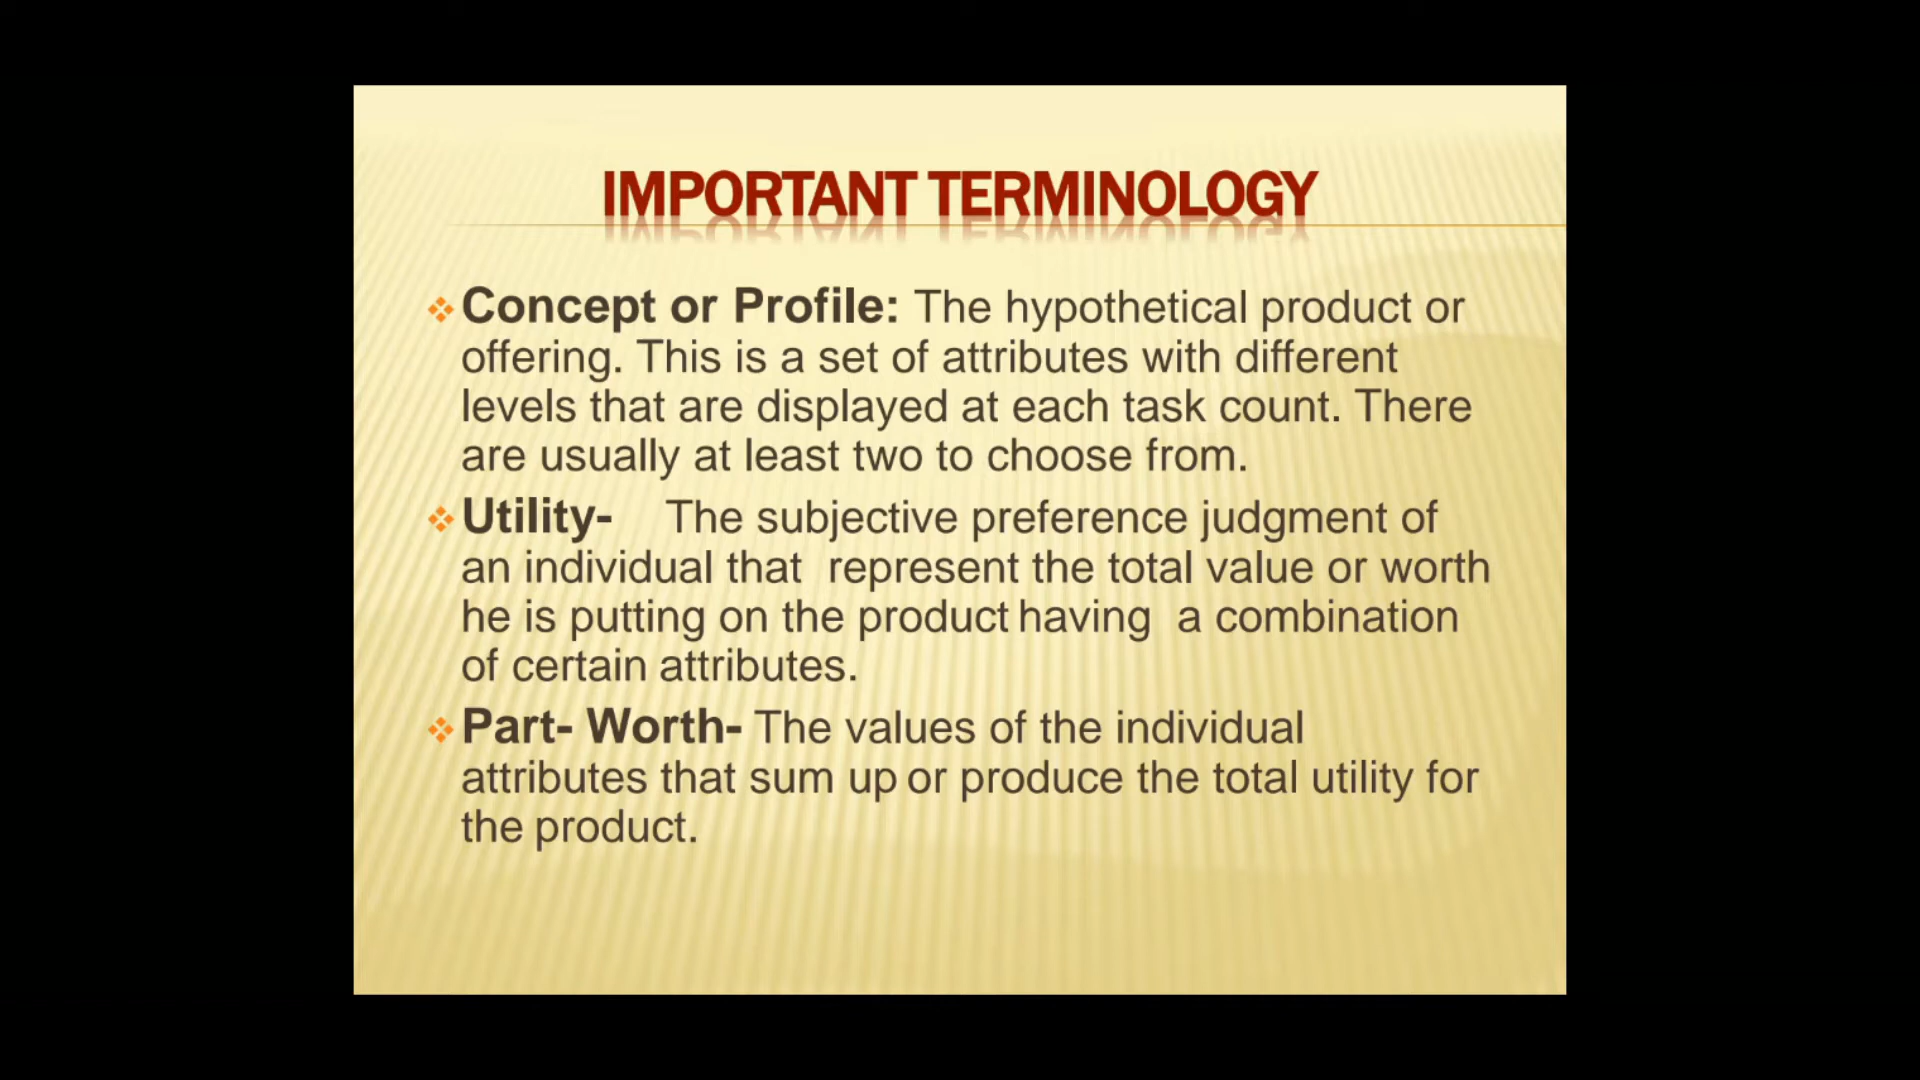 IMPORTANT TERMINOLOGY
Concept or Profile: The hypothetical product or
offering. This is a set of attributes with different
levels that are displayed at each task count. There
are usually at least two to choose from.
Utility- The subjective preference judgment of
an individual that represent the total value or worth
he is putting on the product having a combination
of certain attributes.
Part- Worth- The values of the individual
attributes that sum up or produce the total utility for
the product.